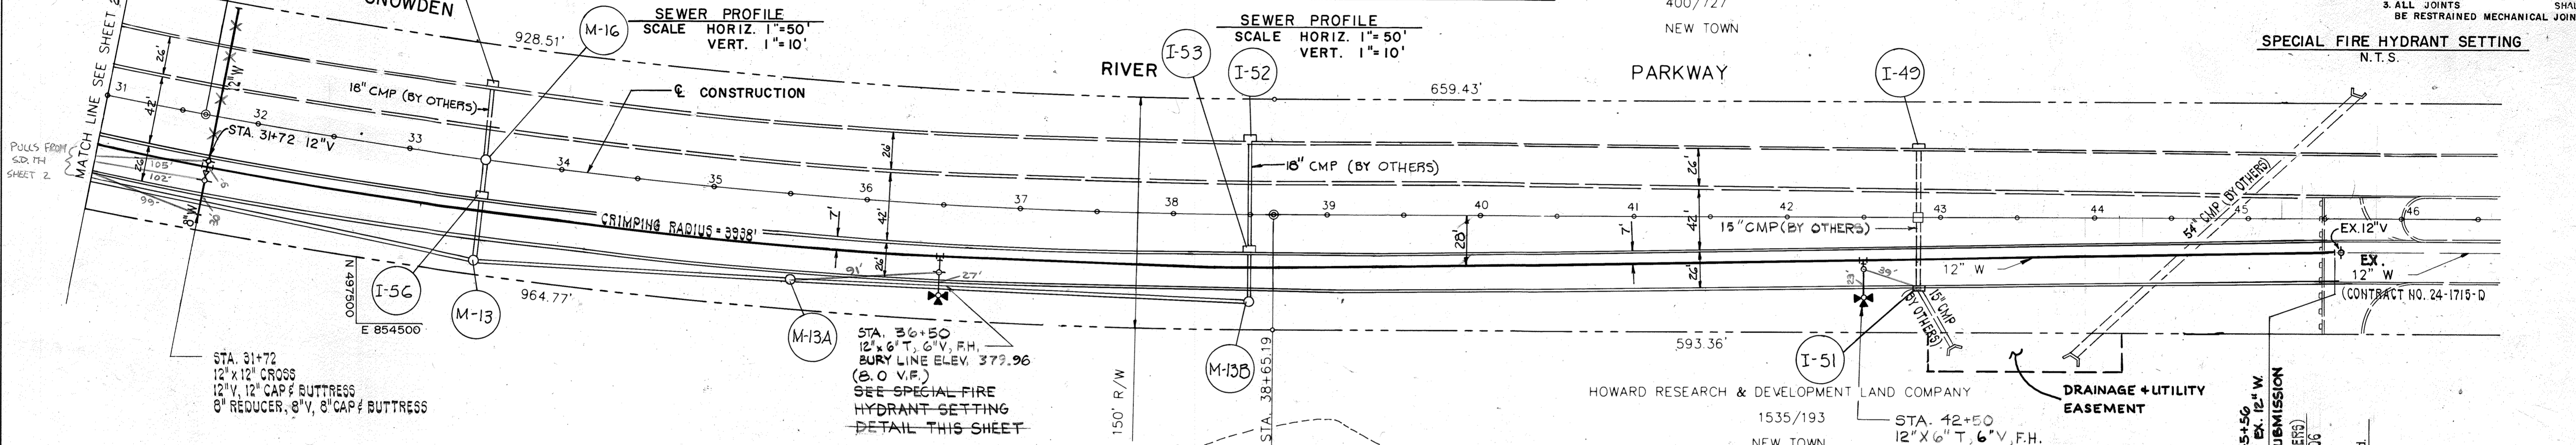 SNOWDEN
SEWER PROFILE
SCALE HORIZ. 1"=50'
VERT. 1"=10'
SEWER PROFILE
SCALE HORIZ. 1"=50'
VERT. 1"=10'
400/727
NEW TOWN
3. ALL JOINTS
BE RESTRAINED MECHANICAL
SPECIAL FIRE HYDRANT SETTING
N.T.S.
MATCH LINE SEE SHEET 2
928.51'
M-16
I-53
I-52
RIVER
PARKWAY
I-49
659.43'
26'
42'
12" W
18" CMP (BY OTHERS)
℄ CONSTRUCTION
31
32
33
34
35
36
37
38
39
40
41
42
43
44
45
46
STA. 31+72 12"V
PULLS FROM
S.D. MH
SHEET 2
105'
102'
99'
26'
8"W
CRIMPING RADIUS = 3938'
7'
26'
42'
26'
18" CMP (BY OTHERS)
28'
7'
26'
42'
26'
15" CMP (BY OTHERS)
54" CMP (BY OTHERS)
EX. 12"V
EX.
12" W
12" W
(CONTRACT NO. 24-1715-D
91'
27'
23'
39'
15" CMP
(BY OTHERS)
N 497500
E 854500
I-56
M-13
964.77'
M-13A
M-13B
I-51
593.36'
150' R/W
STA. 38+65.19
STA. 31+72
12" X 12" CROSS
12"V, 12" CAP & BUTTRESS
8" REDUCER, 8"V, 8" CAP & BUTTRESS
STA. 36+50
12" x 6" T, 6"V, F.H.
BURY LINE ELEV. 379.96
(8.0 V.F.)
SEE SPECIAL FIRE
HYDRANT SETTING
DETAIL THIS SHEET
HOWARD RESEARCH & DEVELOPMENT LAND COMPANY
1535/193
NEW TOWN
STA. 42+50
12" X 6" T, 6" V, F.H.
DRAINAGE & UTILITY
EASEMENT
5+56
EX. 12" W.